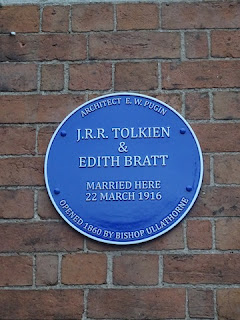 ARCHITECT E. W. PUGIN
J.R.R. TOLKIEN
&
EDITH BRATT
MARRIED HERE
22 MARCH 1916
OPENED 1860 BY BISHOP ULLATHORNE